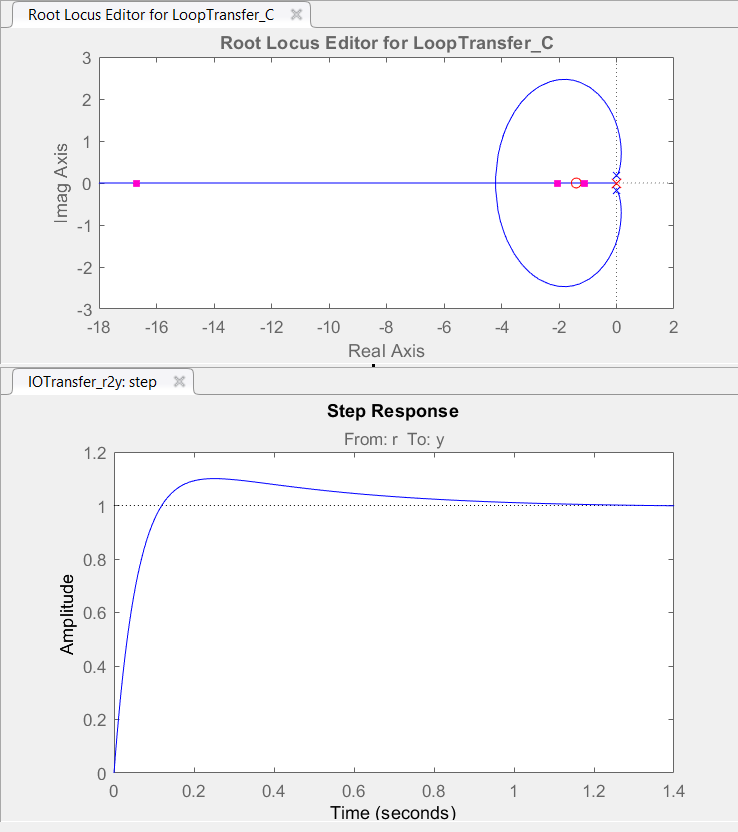 Root Locus Editor for LoopTransfer_C
Root Locus Editor for LoopTransfer_C
3
2
1
0
-1
-2
-3
Imag Axis
-18 -16 -14 -12 -10 -8 -6 -4 -2 0 2
Real Axis
IOTransfer_r2y: step
Step Response
From: r To: y
1.2
1
0.8
0.6
0.4
0.2
0
Amplitude
0 0.2 0.4 0.6 0.8 1 1.2 1.4
Time (seconds)